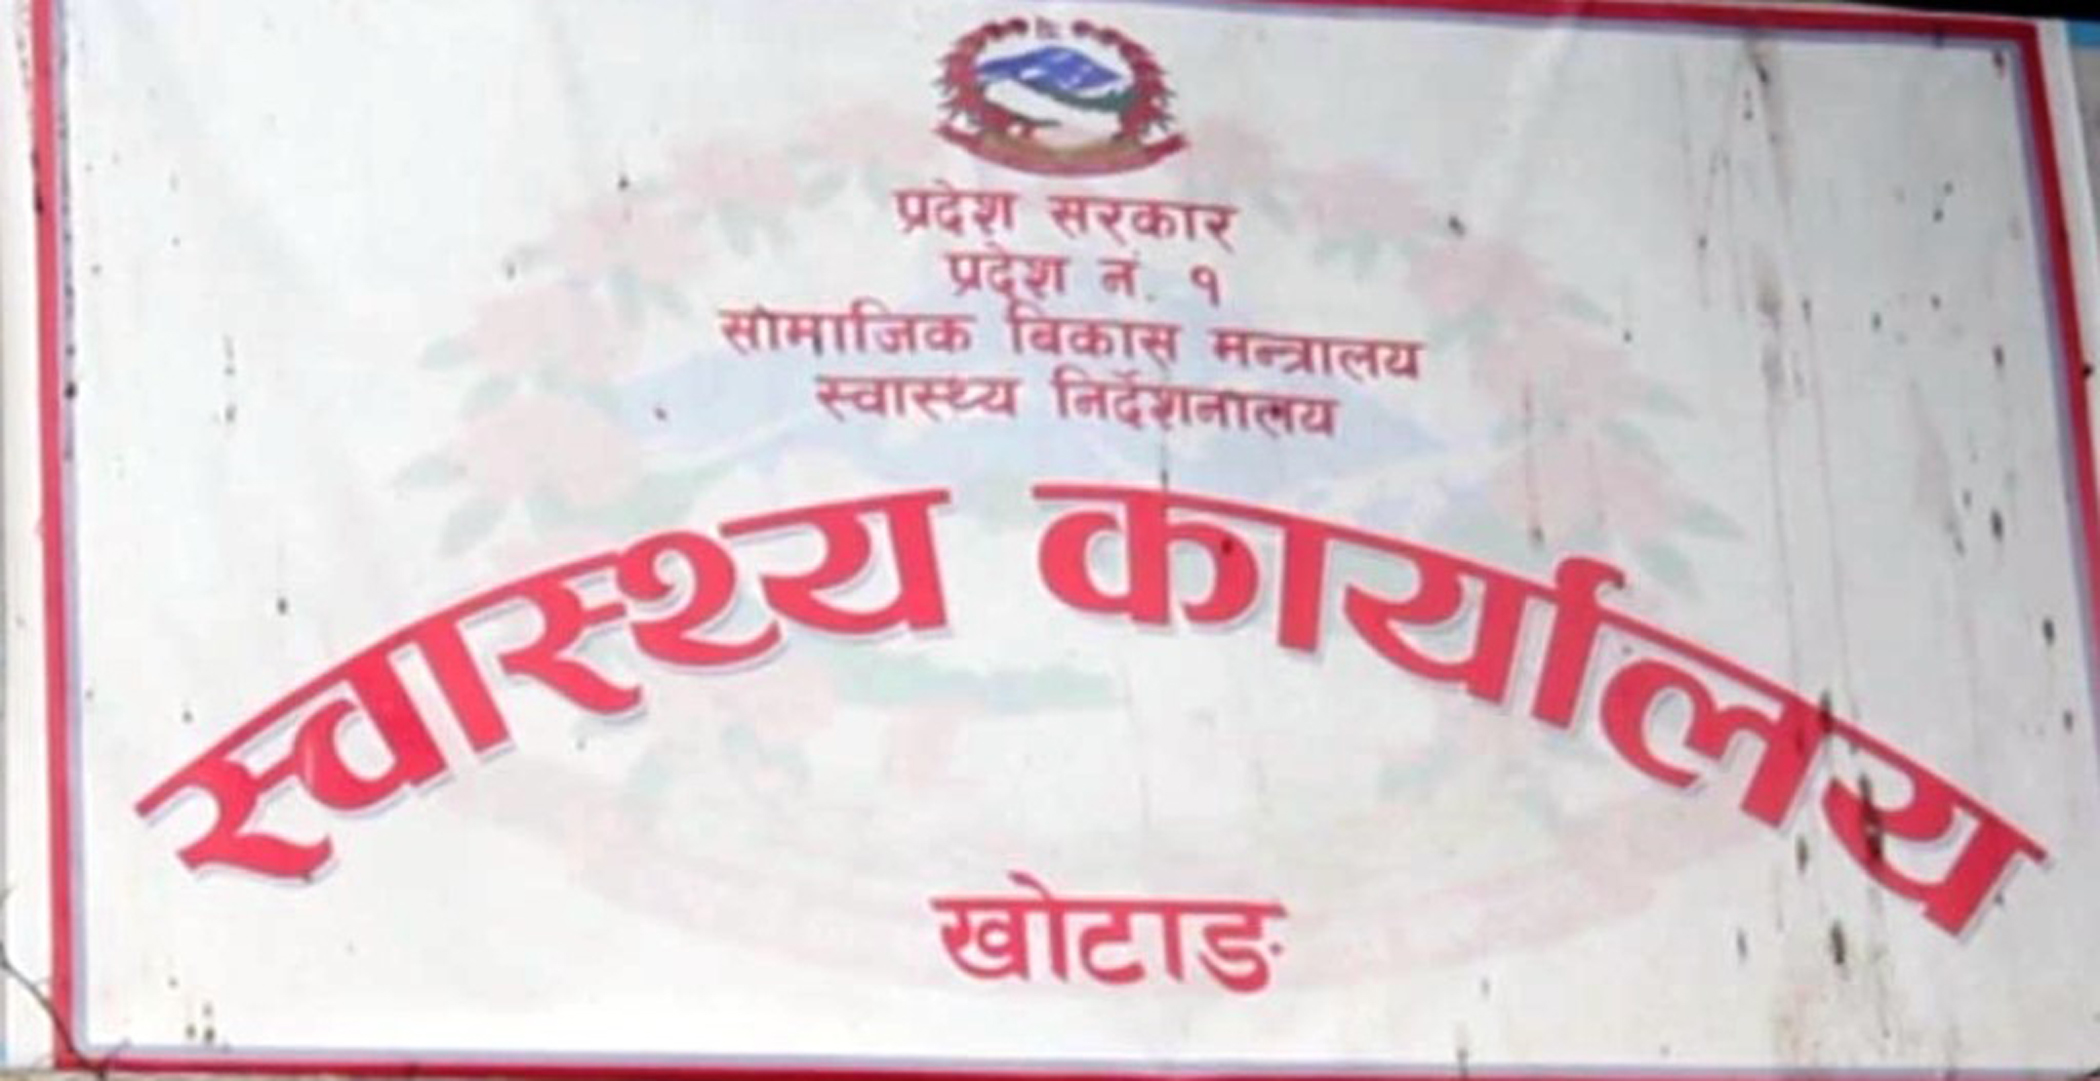 प्रदेश सरकार
प्रदेश नं. १
सामाजिक बिकास मन्त्रालय
स्वास्थ्य निर्देशनालय
स्वास्थ्य कार्यालय
खोटाङ